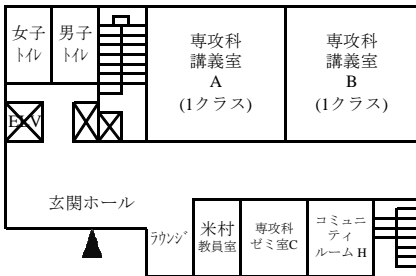 女子
トイレ
男子
トイレ
専攻科
講義室
A
(1クラス)
専攻科
講義室
B
(1クラス)
ELV
玄関ホール
ラウンジ
米村
教員室
専攻科
ゼミ室C
コミュニ
ティ
ルームH